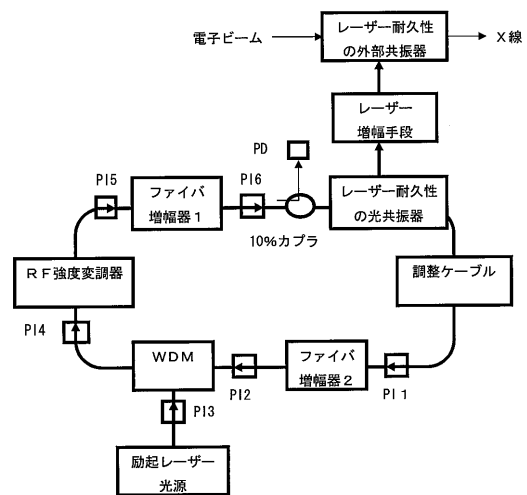 電子ビーム
レーザー耐久性
の外部共振器
X線
レーザー
増幅手段
PD
PI5
ファイバ
増幅器1
PI6
10%カプラ
レーザー耐久性
の光共振器
RF強度変調器
調整ケーブル
PI4
WDM
PI2
ファイバ
増幅器2
PI1
PI3
励起レーザー
光源